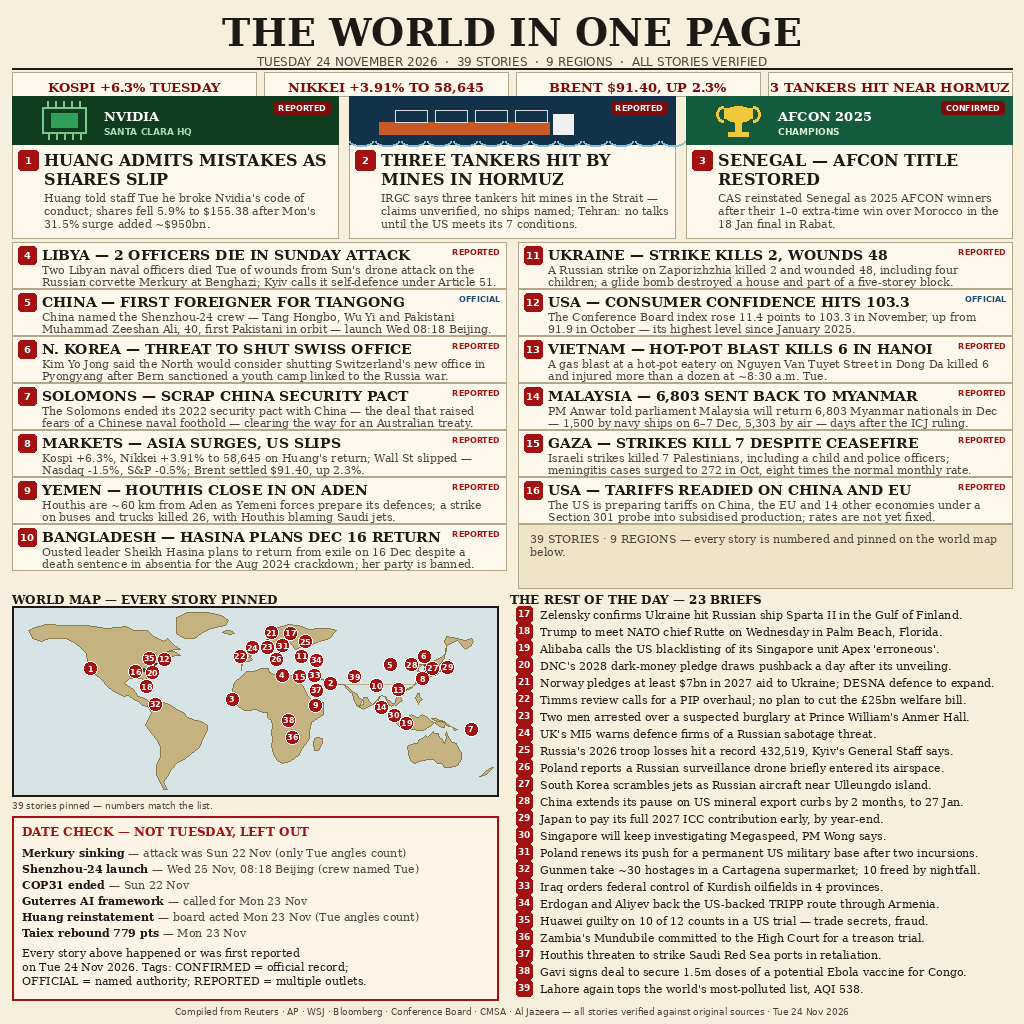 THE WORLD IN ONE PAGE
TUESDAY 24 NOVEMBER 2026 · 39 STORIES · 9 REGIONS · ALL STORIES VERIFIED
KOSPI +6.3% TUESDAY
NIKKEI +3.91% TO 58,645
BRENT $91.40, UP 2.3%
3 TANKERS HIT NEAR HORMUZ
REPORTED
NVIDIA
SANTA CLARA HQ
1 HUANG ADMITS MISTAKES AS
SHARES SLIP
Huang told staff Tue he broke Nvidia's code of
conduct; shares fell 5.9% to $155.38 after Mon's
31.5% surge added ~$950bn.
REPORTED
2 THREE TANKERS HIT BY
MINES IN HORMUZ
IRGC says three tankers hit mines in the Strait —
claims unverified, no ships named; Tehran: no talks
until the US meets its 7 conditions.
CONFIRMED
AFCON 2025
CHAMPIONS
3 SENEGAL — AFCON TITLE
RESTORED
CAS reinstated Senegal as 2025 AFCON winners
after their 1–0 extra-time win over Morocco in the
18 Jan final in Rabat.
4 LIBYA — 2 OFFICERS DIE IN SUNDAY ATTACK REPORTED
Two Libyan naval officers died Tue of wounds from Sun's drone attack on the
Russian corvette Merkury at Benghazi; Kyiv calls it self-defence under Article 51.
5 CHINA — FIRST FOREIGNER FOR TIANGONG OFFICIAL
China named the Shenzhou-24 crew — Tang Hongbo, Wu Yi and Pakistani
Muhammad Zeeshan Ali, 40, first Pakistani in orbit — launch Wed 08:18 Beijing.
6 N. KOREA — THREAT TO SHUT SWISS OFFICE REPORTED
Kim Yo Jong said the North would consider shutting Switzerland's new office in
Pyongyang after Bern sanctioned a youth camp linked to the Russia war.
7 SOLOMONS — SCRAP CHINA SECURITY PACT REPORTED
The Solomons ended its 2022 security pact with China — the deal that raised
fears of a Chinese naval foothold — clearing the way for an Australian treaty.
8 MARKETS — ASIA SURGES, US SLIPS REPORTED
Kospi +6.3%, Nikkei +3.91% to 58,645 on Huang's return; Wall St slipped —
Nasdaq -1.5%, S&P -0.5%; Brent settled $91.40, up 2.3%.
9 YEMEN — HOUTHIS CLOSE IN ON ADEN REPORTED
Houthis are ~60 km from Aden as Yemeni forces prepare its defences; a strike
on buses and trucks killed 26, with Houthis blaming Saudi jets.
10 BANGLADESH — HASINA PLANS DEC 16 RETURN REPORTED
Ousted leader Sheikh Hasina plans to return from exile on 16 Dec despite a
death sentence in absentia for the Aug 2024 crackdown; her party is banned.
11 UKRAINE — STRIKE KILLS 2, WOUNDS 48 REPORTED
A Russian strike on Zaporizhzhia killed 2 and wounded 48, including four
children; a glide bomb destroyed a house and part of a five-storey block.
12 USA — CONSUMER CONFIDENCE HITS 103.3 OFFICIAL
The Conference Board index rose 11.4 points to 103.3 in November, up from
91.9 in October — its highest level since January 2025.
13 VIETNAM — HOT-POT BLAST KILLS 6 IN HANOI REPORTED
A gas blast at a hot-pot eatery on Nguyen Van Tuyet Street in Dong Da killed 6
and injured more than a dozen at ~8:30 a.m. Tue.
14 MALAYSIA — 6,803 SENT BACK TO MYANMAR REPORTED
PM Anwar told parliament Malaysia will return 6,803 Myanmar nationals in Dec
— 1,500 by navy ships on 6–7 Dec, 5,303 by air — days after the ICJ ruling.
15 GAZA — STRIKES KILL 7 DESPITE CEASEFIRE REPORTED
Israeli strikes killed 7 Palestinians, including a child and police officers;
meningitis cases surged to 272 in Oct, eight times the normal monthly rate.
16 USA — TARIFFS READIED ON CHINA AND EU REPORTED
The US is preparing tariffs on China, the EU and 14 other economies under a
Section 301 probe into subsidised production; rates are not yet fixed.
39 STORIES · 9 REGIONS — every story is numbered and pinned on the world map
below.
WORLD MAP — EVERY STORY PINNED
21 17 25
22 24 23 31
26 11 34
35 12
1 16 20
18
32
4 15 33
37 2
3 9
39 5 28 6
27 29
8
10 13
14 30 19
38
36
7
39 stories pinned — numbers match the list.
DATE CHECK — NOT TUESDAY, LEFT OUT
Merkury sinking — attack was Sun 22 Nov (only Tue angles count)
Shenzhou-24 launch — Wed 25 Nov, 08:18 Beijing (crew named Tue)
COP31 ended — Sun 22 Nov
Guterres AI framework — called for Mon 23 Nov
Huang reinstatement — board acted Mon 23 Nov (Tue angles count)
Taiex rebound 779 pts — Mon 23 Nov
Every story above happened or was first reported
on Tue 24 Nov 2026. Tags: CONFIRMED = official record;
OFFICIAL = named authority; REPORTED = multiple outlets.
THE REST OF THE DAY — 23 BRIEFS
17 Zelensky confirms Ukraine hit Russian ship Sparta II in the Gulf of Finland.
18 Trump to meet NATO chief Rutte on Wednesday in Palm Beach, Florida.
19 Alibaba calls the US blacklisting of its Singapore unit Apex 'erroneous'.
20 DNC's 2028 dark-money pledge draws pushback a day after its unveiling.
21 Norway pledges at least $7bn in 2027 aid to Ukraine; DESNA defence to expand.
22 Timms review calls for a PIP overhaul; no plan to cut the £25bn welfare bill.
23 Two men arrested over a suspected burglary at Prince William's Anmer Hall.
24 UK's MI5 warns defence firms of a Russian sabotage threat.
25 Russia's 2026 troop losses hit a record 432,519, Kyiv's General Staff says.
26 Poland reports a Russian surveillance drone briefly entered its airspace.
27 South Korea scrambles jets as Russian aircraft near Ulleungdo island.
28 China extends its pause on US mineral export curbs by 2 months, to 27 Jan.
29 Japan to pay its full 2027 ICC contribution early, by year-end.
30 Singapore will keep investigating Megaspeed, PM Wong says.
31 Poland renews its push for a permanent US military base after two incursions.
32 Gunmen take ~30 hostages in a Cartagena supermarket; 10 freed by nightfall.
33 Iraq orders federal control of Kurdish oilfields in 4 provinces.
34 Erdogan and Aliyev back the US-backed TRIPP route through Armenia.
35 Huawei guilty on 10 of 12 counts in a US trial — trade secrets, fraud.
36 Zambia's Mundubile committed to the High Court for a treason trial.
37 Houthis threaten to strike Saudi Red Sea ports in retaliation.
38 Gavi signs deal to secure 1.5m doses of a potential Ebola vaccine for Congo.
39 Lahore again tops the world's most-polluted list, AQI 538.
Compiled from Reuters · AP · WSJ · Bloomberg · Conference Board · CMSA · Al Jazeera — all stories verified against original sources · Tue 24 Nov 2026